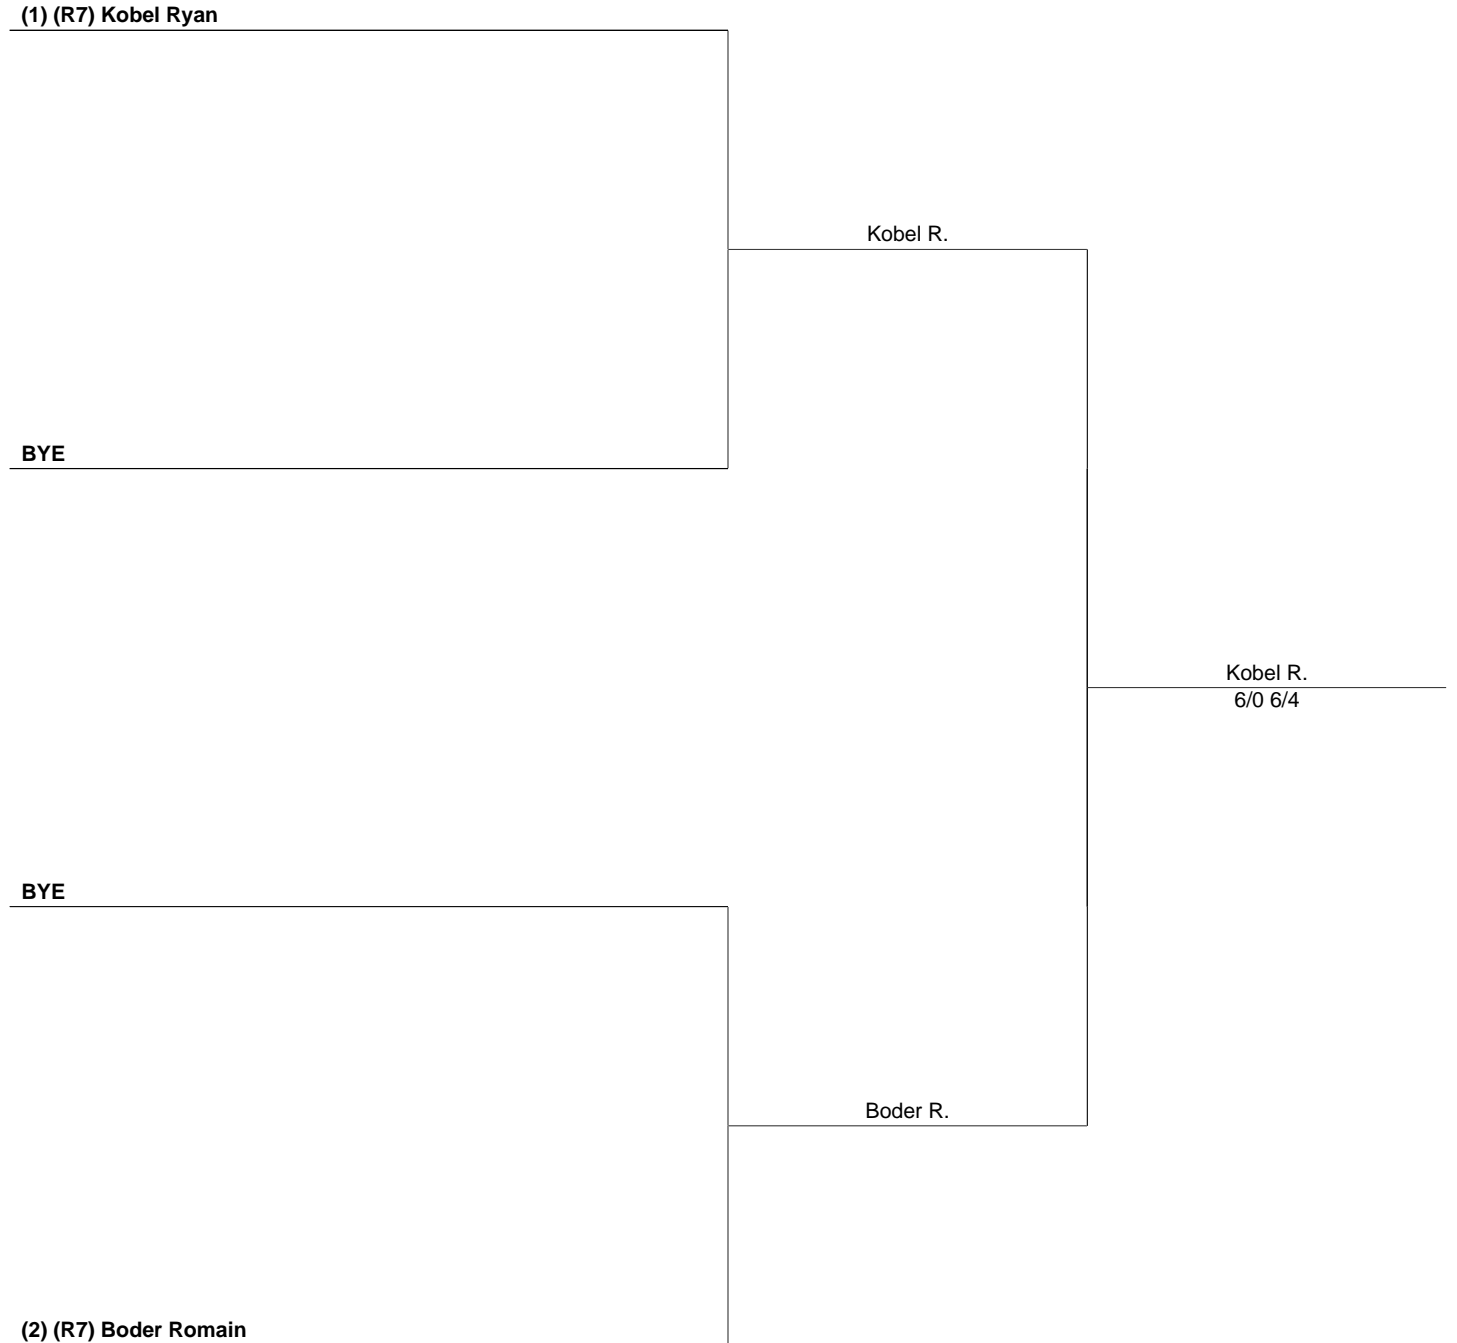 (1) (R7) Kobel Ryan
Kobel R.
BYE
Kobel R.
6/0 6/4
BYE
Boder R.
(2) (R7) Boder Romain